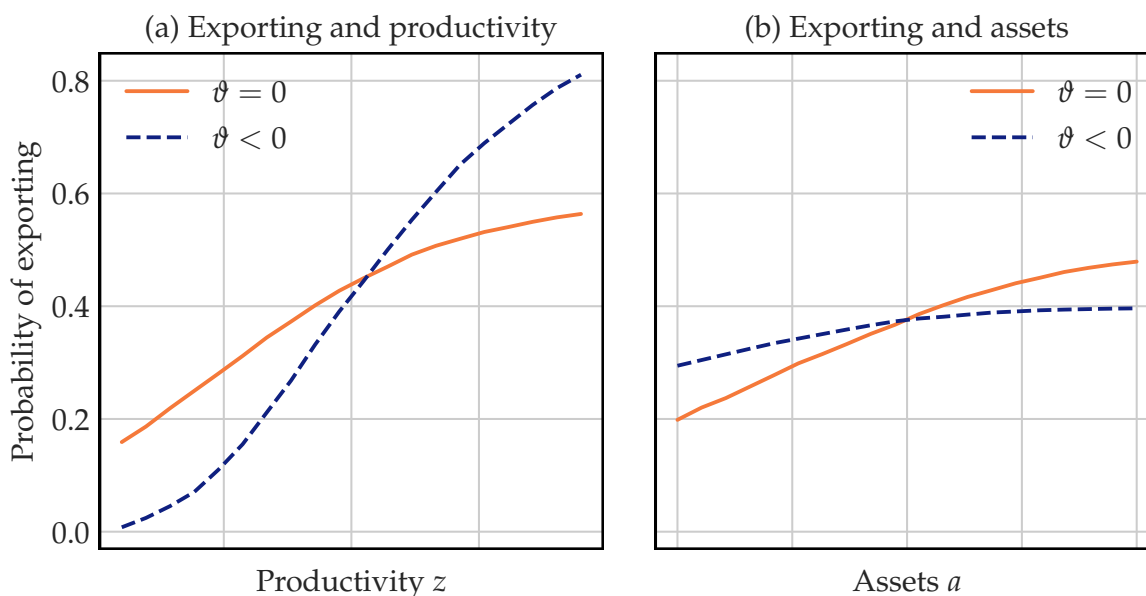 (a) Exporting and productivity
(b) Exporting and assets
Probability of exporting
0.8
0.6
0.4
0.2
0.0
ϑ = 0
ϑ < 0
ϑ = 0
ϑ < 0
Productivity z
Assets a